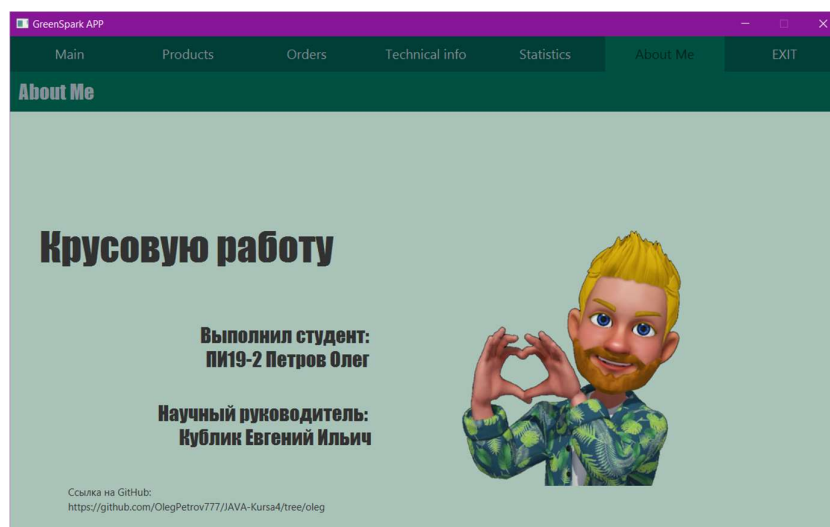 GreenSpark APP
Main Products Orders Technical info Statistics About Me EXIT
About Me
Крусовую работу
Выполнил студент:
ПИ19-2 Петров Олег
Научный руководитель:
Кублик Евгений Ильич
Ссылка на GitHub:
https://github.com/OlegPetrov777/JAVA-Kursa4/tree/oleg